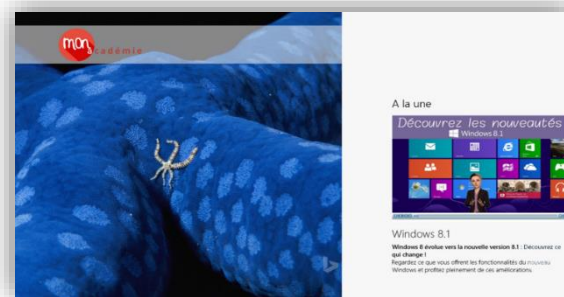 mon
académie
A la une
Découvrez les nouveautés
Windows 8.1
Windows 8.1
Windows 8 évolue vers la nouvelle version 8.1 : Découvrez ce
qui change !
Regardez ce que vous offrent les fonctionnalités du nouveau
Windows et profitez pleinement de ces améliorations.